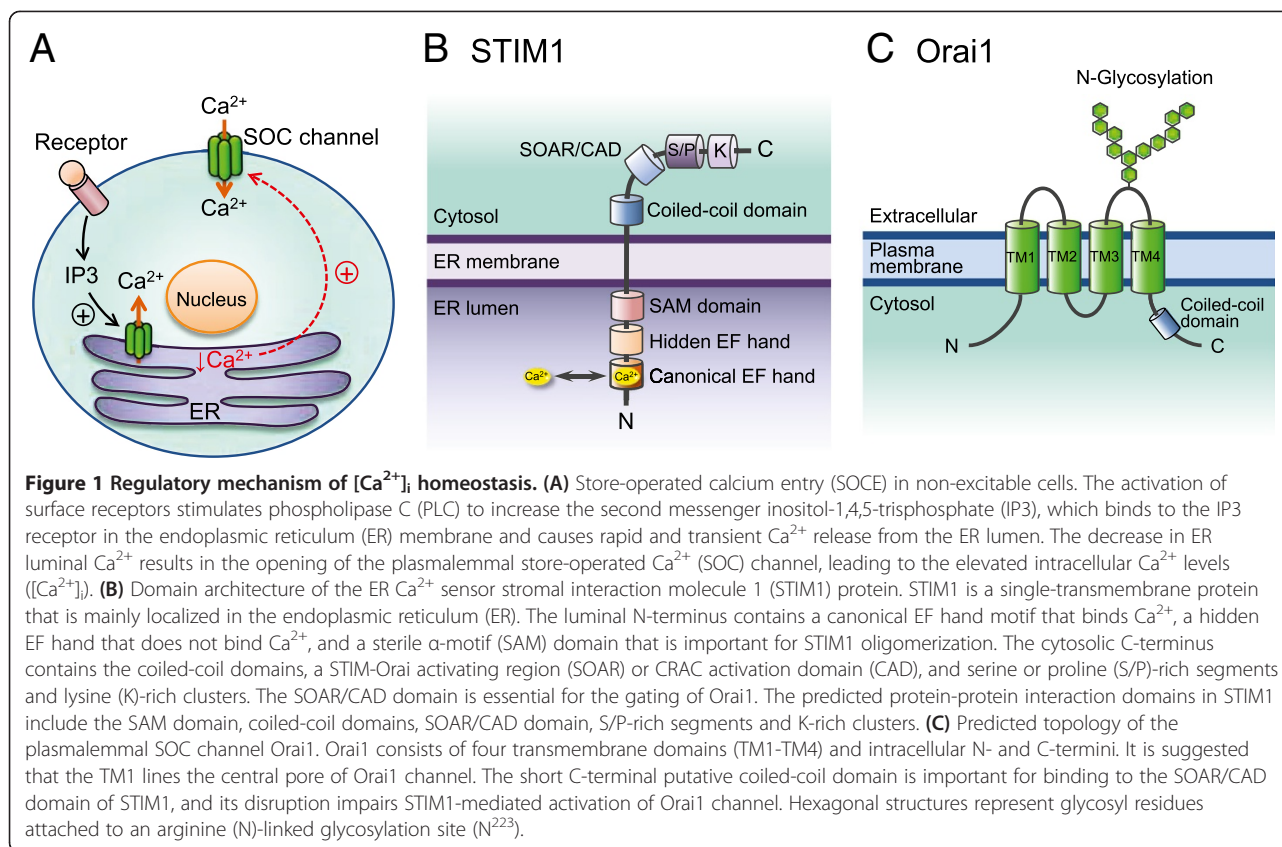 A
Ca²⁺
SOC channel
Receptor
Ca²⁺
IP3
Ca²⁺
Nucleus
+
+
↓Ca²⁺
ER
B STIM1
SOAR/CAD
S/P
K
C
Cytosol
Coiled-coil domain
ER membrane
ER lumen
SAM domain
Hidden EF hand
Ca²⁺
Ca²⁺
Canonical EF hand
N
C Orai1
N-Glycosylation
Extracellular
Plasma
membrane
TM1
TM2
TM3
TM4
Cytosol
Coiled-coil
domain
N
C
Figure 1 Regulatory mechanism of [Ca²⁺]ᵢ homeostasis. (A) Store-operated calcium entry (SOCE) in non-excitable cells. The activation of
surface receptors stimulates phospholipase C (PLC) to increase the second messenger inositol-1,4,5-trisphosphate (IP3), which binds to the IP3
receptor in the endoplasmic reticulum (ER) membrane and causes rapid and transient Ca²⁺ release from the ER lumen. The decrease in ER
luminal Ca²⁺ results in the opening of the plasmalemmal store-operated Ca²⁺ (SOC) channel, leading to the elevated intracellular Ca²⁺ levels
([Ca²⁺]ᵢ). (B) Domain architecture of the ER Ca²⁺ sensor stromal interaction molecule 1 (STIM1) protein. STIM1 is a single-transmembrane protein
that is mainly localized in the endoplasmic reticulum (ER). The luminal N-terminus contains a canonical EF hand motif that binds Ca²⁺, a hidden
EF hand that does not bind Ca²⁺, and a sterile α-motif (SAM) domain that is important for STIM1 oligomerization. The cytosolic C-terminus
contains the coiled-coil domains, a STIM-Orai activating region (SOAR) or CRAC activation domain (CAD), and serine or proline (S/P)-rich segments
and lysine (K)-rich clusters. The SOAR/CAD domain is essential for the gating of Orai1. The predicted protein-protein interaction domains in STIM1
include the SAM domain, coiled-coil domains, SOAR/CAD domain, S/P-rich segments and K-rich clusters. (C) Predicted topology of the
plasmalemmal SOC channel Orai1. Orai1 consists of four transmembrane domains (TM1-TM4) and intracellular N- and C-termini. It is suggested
that the TM1 lines the central pore of Orai1 channel. The short C-terminal putative coiled-coil domain is important for binding to the SOAR/CAD
domain of STIM1, and its disruption impairs STIM1-mediated activation of Orai1 channel. Hexagonal structures represent glycosyl residues
attached to an arginine (N)-linked glycosylation site (N²²³).